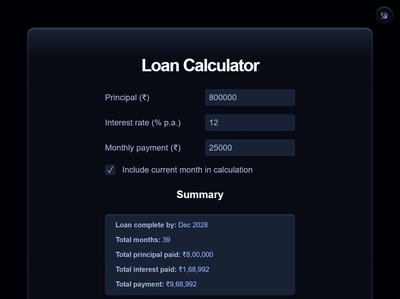 Loan Calculator
Principal (₹) 800000
Interest rate (% p.a.) 12
Monthly payment (₹) 25000
Include current month in calculation
Summary
Loan complete by: Dec 2028
Total months: 39
Total principal paid: ₹8,00,000
Total interest paid: ₹1,68,992
Total payment: ₹9,68,992